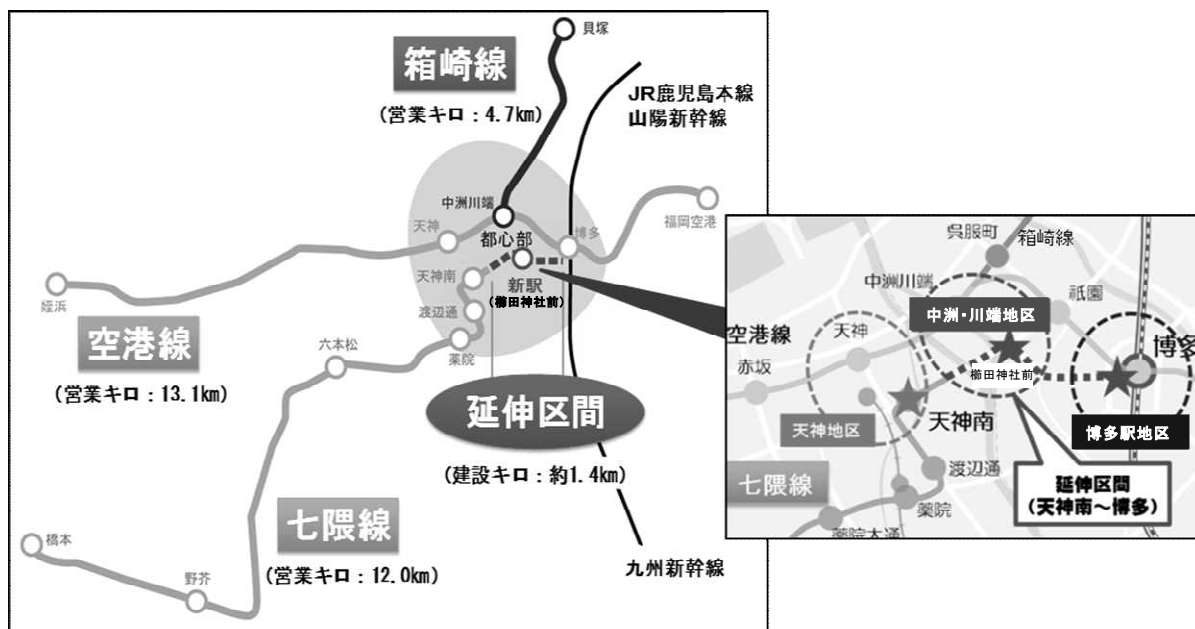 貝塚
箱崎線
(営業キロ:4.7km)
JR鹿児島本線
山陽新幹線
中洲川端
福岡空港
天神
都心部
博多
天神南
新駅
(櫛田神社前)
姪浜
渡辺通
空港線
(営業キロ:13.1km)
六本松
薬院
延伸区間
(建設キロ:約1.4km)
七隈線
(営業キロ:12.0km)
橋本
野芥
九州新幹線
呉服町
箱崎線
中洲川端
祇園
中洲・川端地区
空港線
天神
博多
赤坂
櫛田神社前
天神南
天神地区
博多駅地区
渡辺通
延伸区間
(天神南～博多)
七隈線
薬院
薬院大通